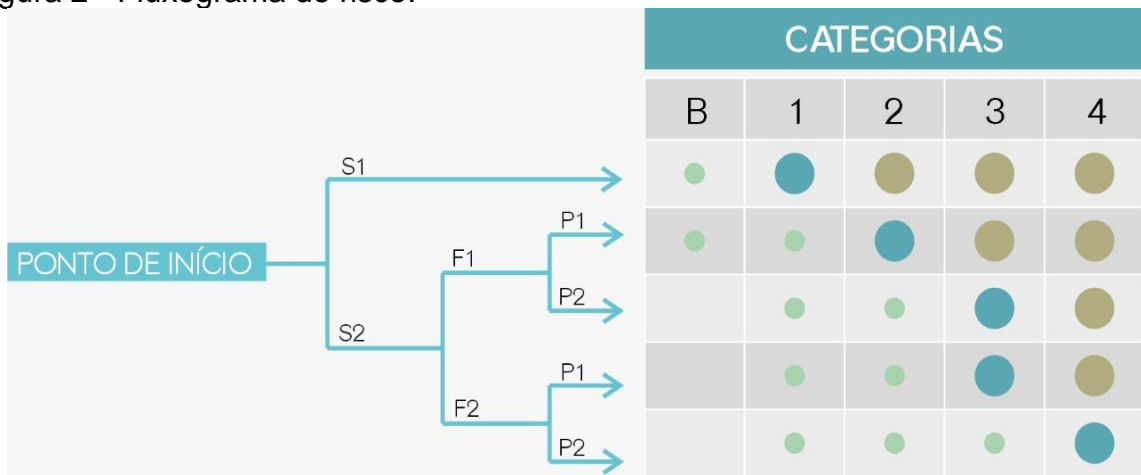 CATEGORIAS
B 1 2 3 4
S1
P1
PONTO DE INÍCIO
F1
P2
S2
P1
F2
P2